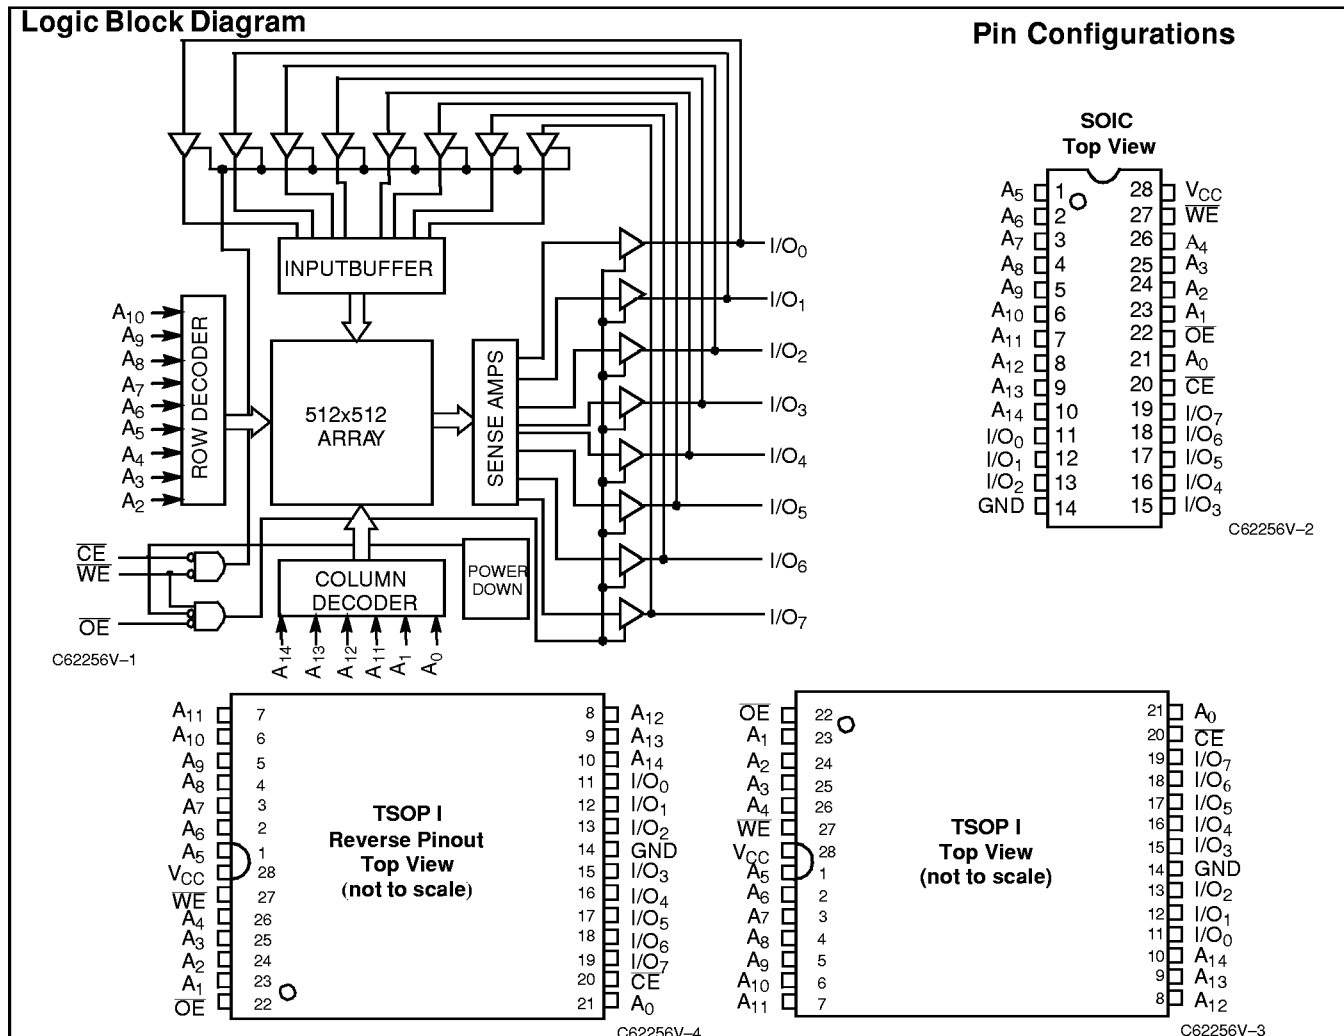 Logic Block Diagram
Pin Configurations
INPUTBUFFER
A10
A9
A8
A7
A6
A5
A4
A3
A2
ROW DECODER
512x512
ARRAY
SENSE AMPS
I/O0
I/O1
I/O2
I/O3
I/O4
I/O5
I/O6
I/O7
CE
WE
OE
COLUMN
DECODER
POWER
DOWN
A14
A13
A12
A11
A1
A0
C62256V–1
SOIC
Top View
A5 1 28 VCC
A6 2 27 WE
A7 3 26 A4
A8 4 25 A3
A9 5 24 A2
A10 6 23 A1
A11 7 22 OE
A12 8 21 A0
A13 9 20 CE
A14 10 19 I/O7
I/O0 11 18 I/O6
I/O1 12 17 I/O5
I/O2 13 16 I/O4
GND 14 15 I/O3
C62256V–2
A11 7 8 A12
A10 6 9 A13
A9 5 10 A14
A8 4 11 I/O0
A7 3 12 I/O1
A6 2 13 I/O2
A5 1 14 GND
VCC 28 15 I/O3
WE 27 16 I/O4
A4 26 17 I/O5
A3 25 18 I/O6
A2 24 19 I/O7
A1 23 20 CE
OE 22 21 A0
TSOP I
Reverse Pinout
Top View
(not to scale)
C62256V–4
OE 22 21 A0
A1 23 20 CE
A2 24 19 I/O7
A3 25 18 I/O6
A4 26 17 I/O5
WE 27 16 I/O4
VCC 28 15 I/O3
A5 1 14 GND
A6 2 13 I/O2
A7 3 12 I/O1
A8 4 11 I/O0
A9 5 10 A14
A10 6 9 A13
A11 7 8 A12
TSOP I
Top View
(not to scale)
C62256V–3